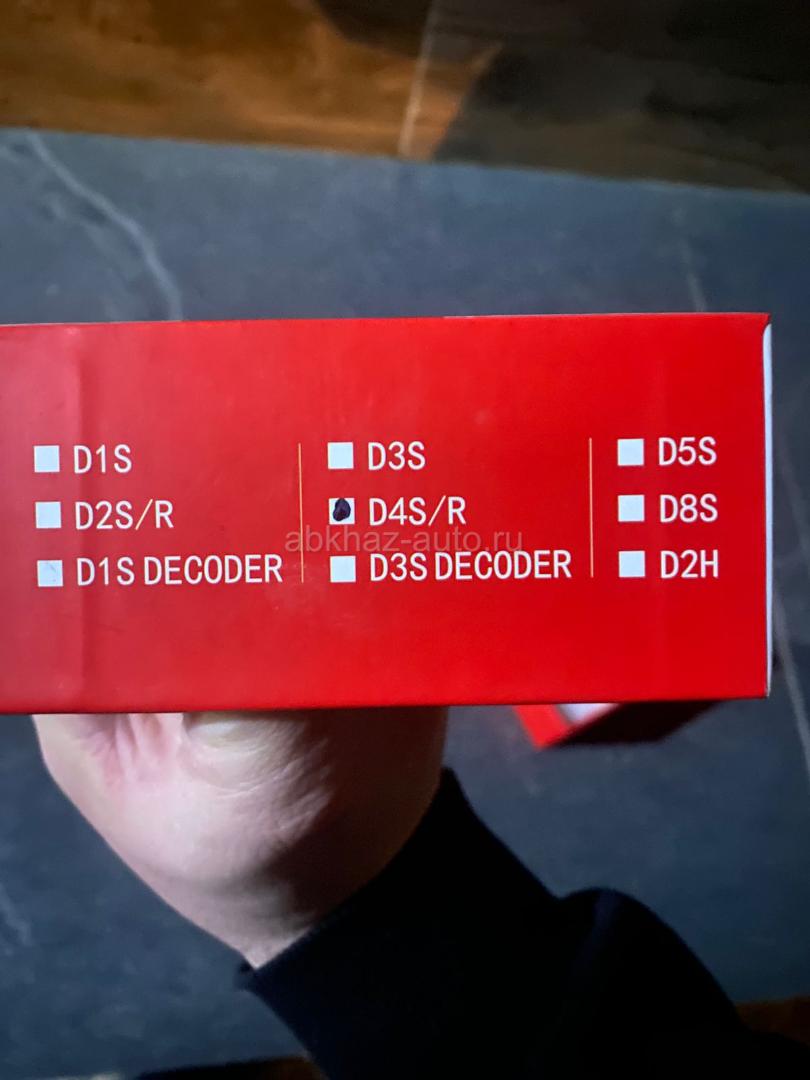 D1S
D2S/R
D1S DECODER
D3S
D4S/R
D3S DECODER
D5S
D8S
D2H
abkhaz-auto.ru